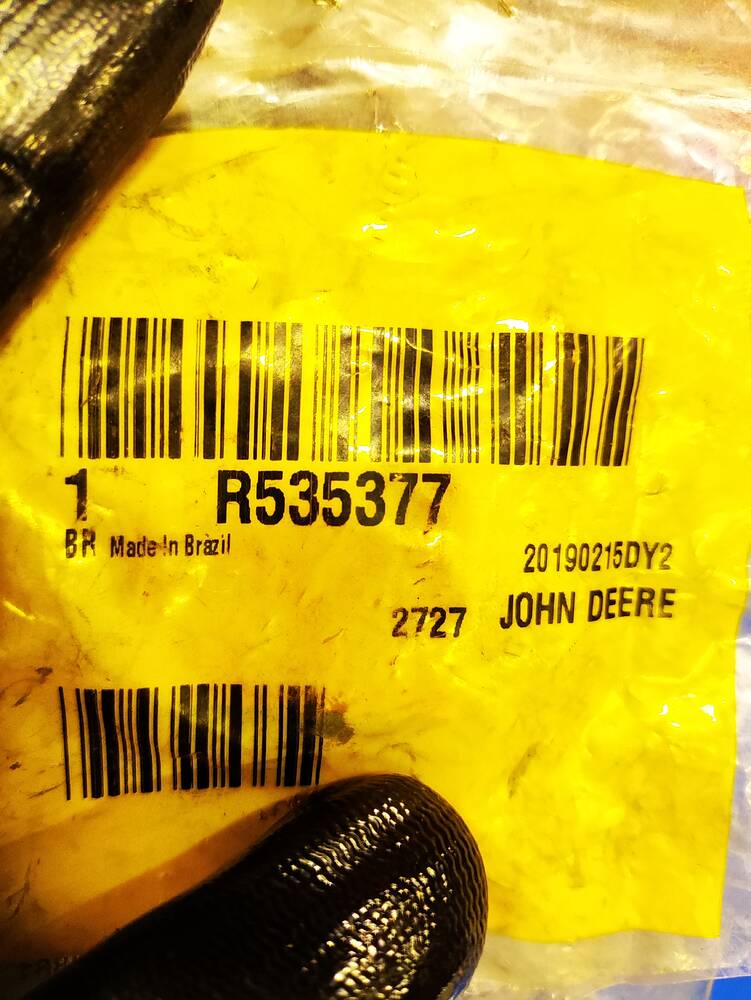 1 R535377
BR Made In Brazil
20190215DY2
2727 JOHN DEERE